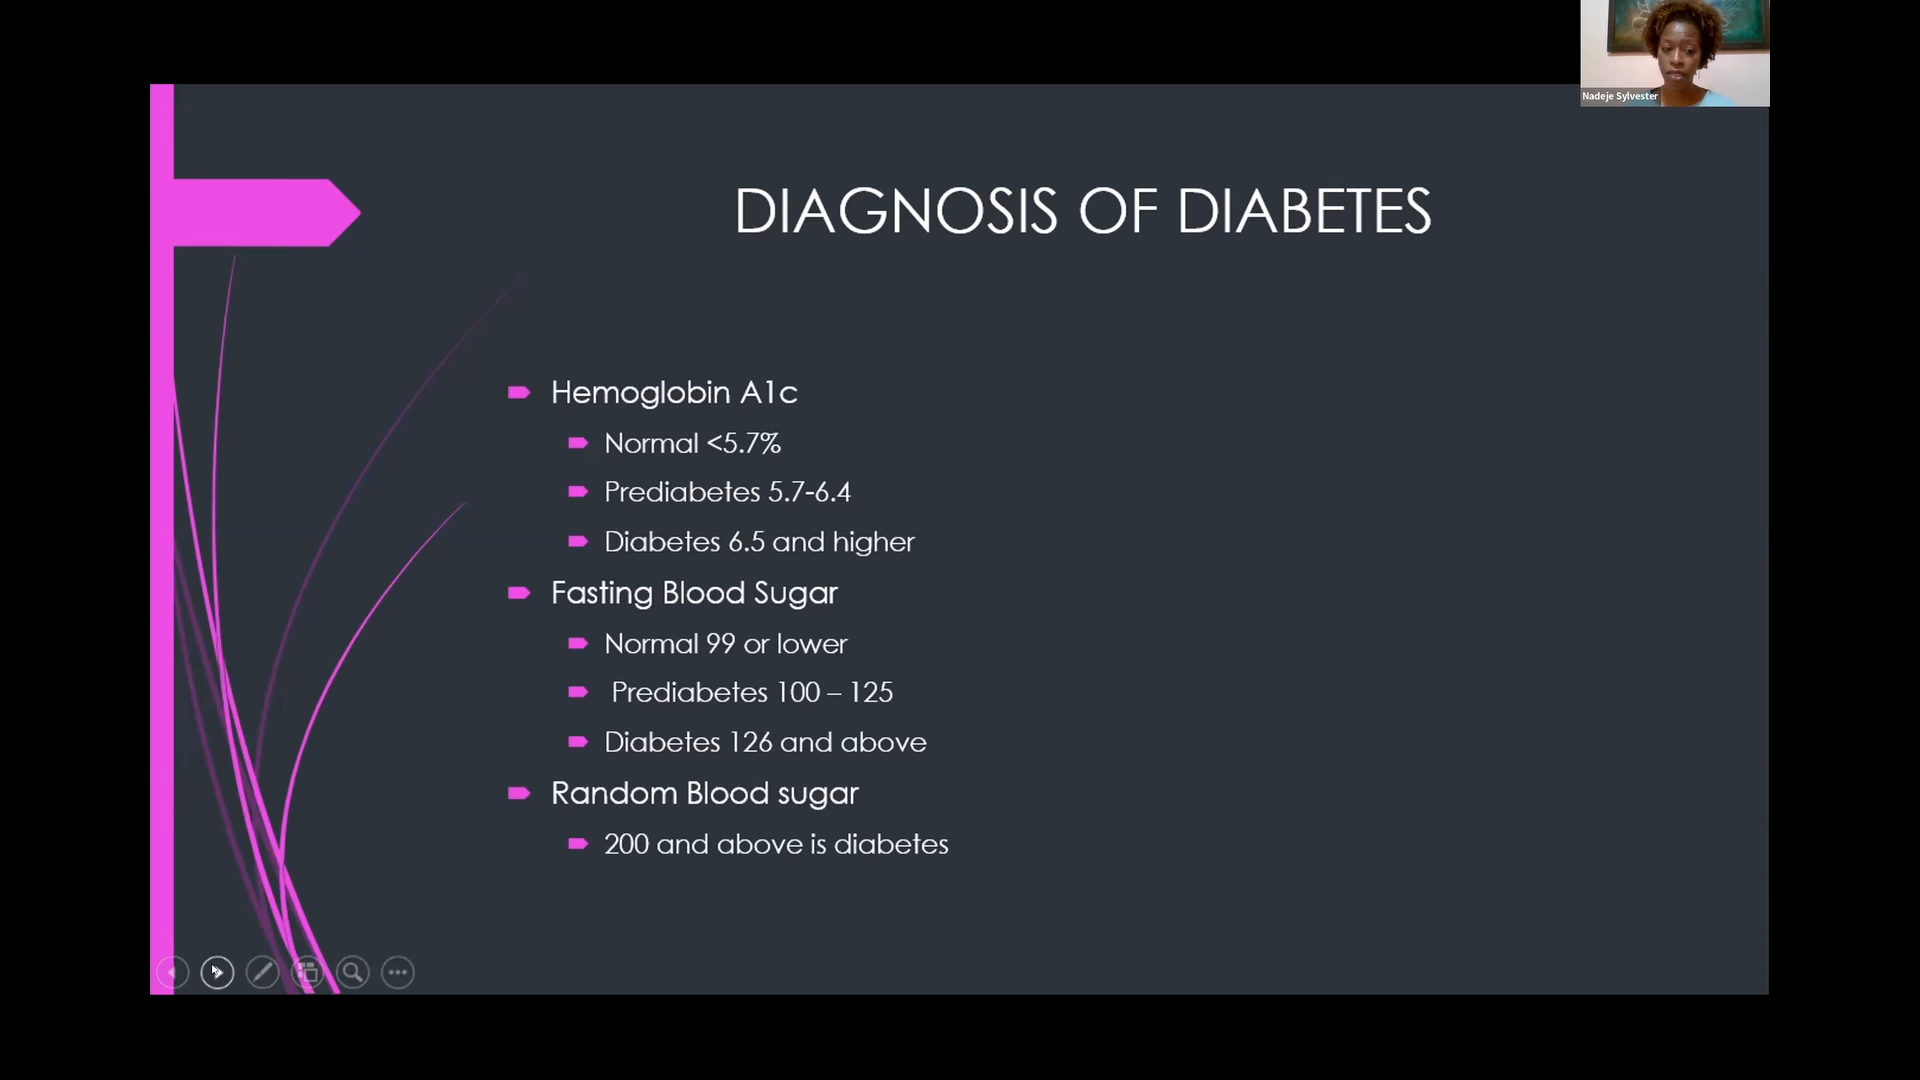 Nadeje Sylvester
DIAGNOSIS OF DIABETES
Hemoglobin A1c
Normal <5.7%
Prediabetes 5.7-6.4
Diabetes 6.5 and higher
Fasting Blood Sugar
Normal 99 or lower
Prediabetes 100 – 125
Diabetes 126 and above
Random Blood sugar
200 and above is diabetes